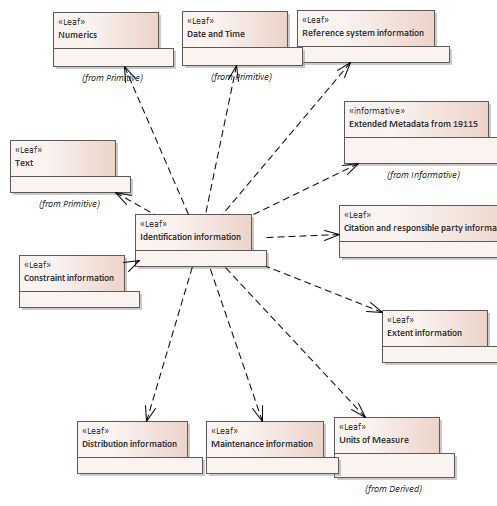 «Leaf»
Numerics
(from Primitive)
«Leaf»
Date and Time
(from Primitive)
«Leaf»
Reference system information
«informative»
Extended Metadata from 19115
(from Informative)
«Leaf»
Text
(from Primitive)
«Leaf»
Identification information
«Leaf»
Citation and responsible party informa
«Leaf»
Constraint information
«Leaf»
Extent information
«Leaf»
Distribution information
«Leaf»
Maintenance information
«Leaf»
Units of Measure
(from Derived)